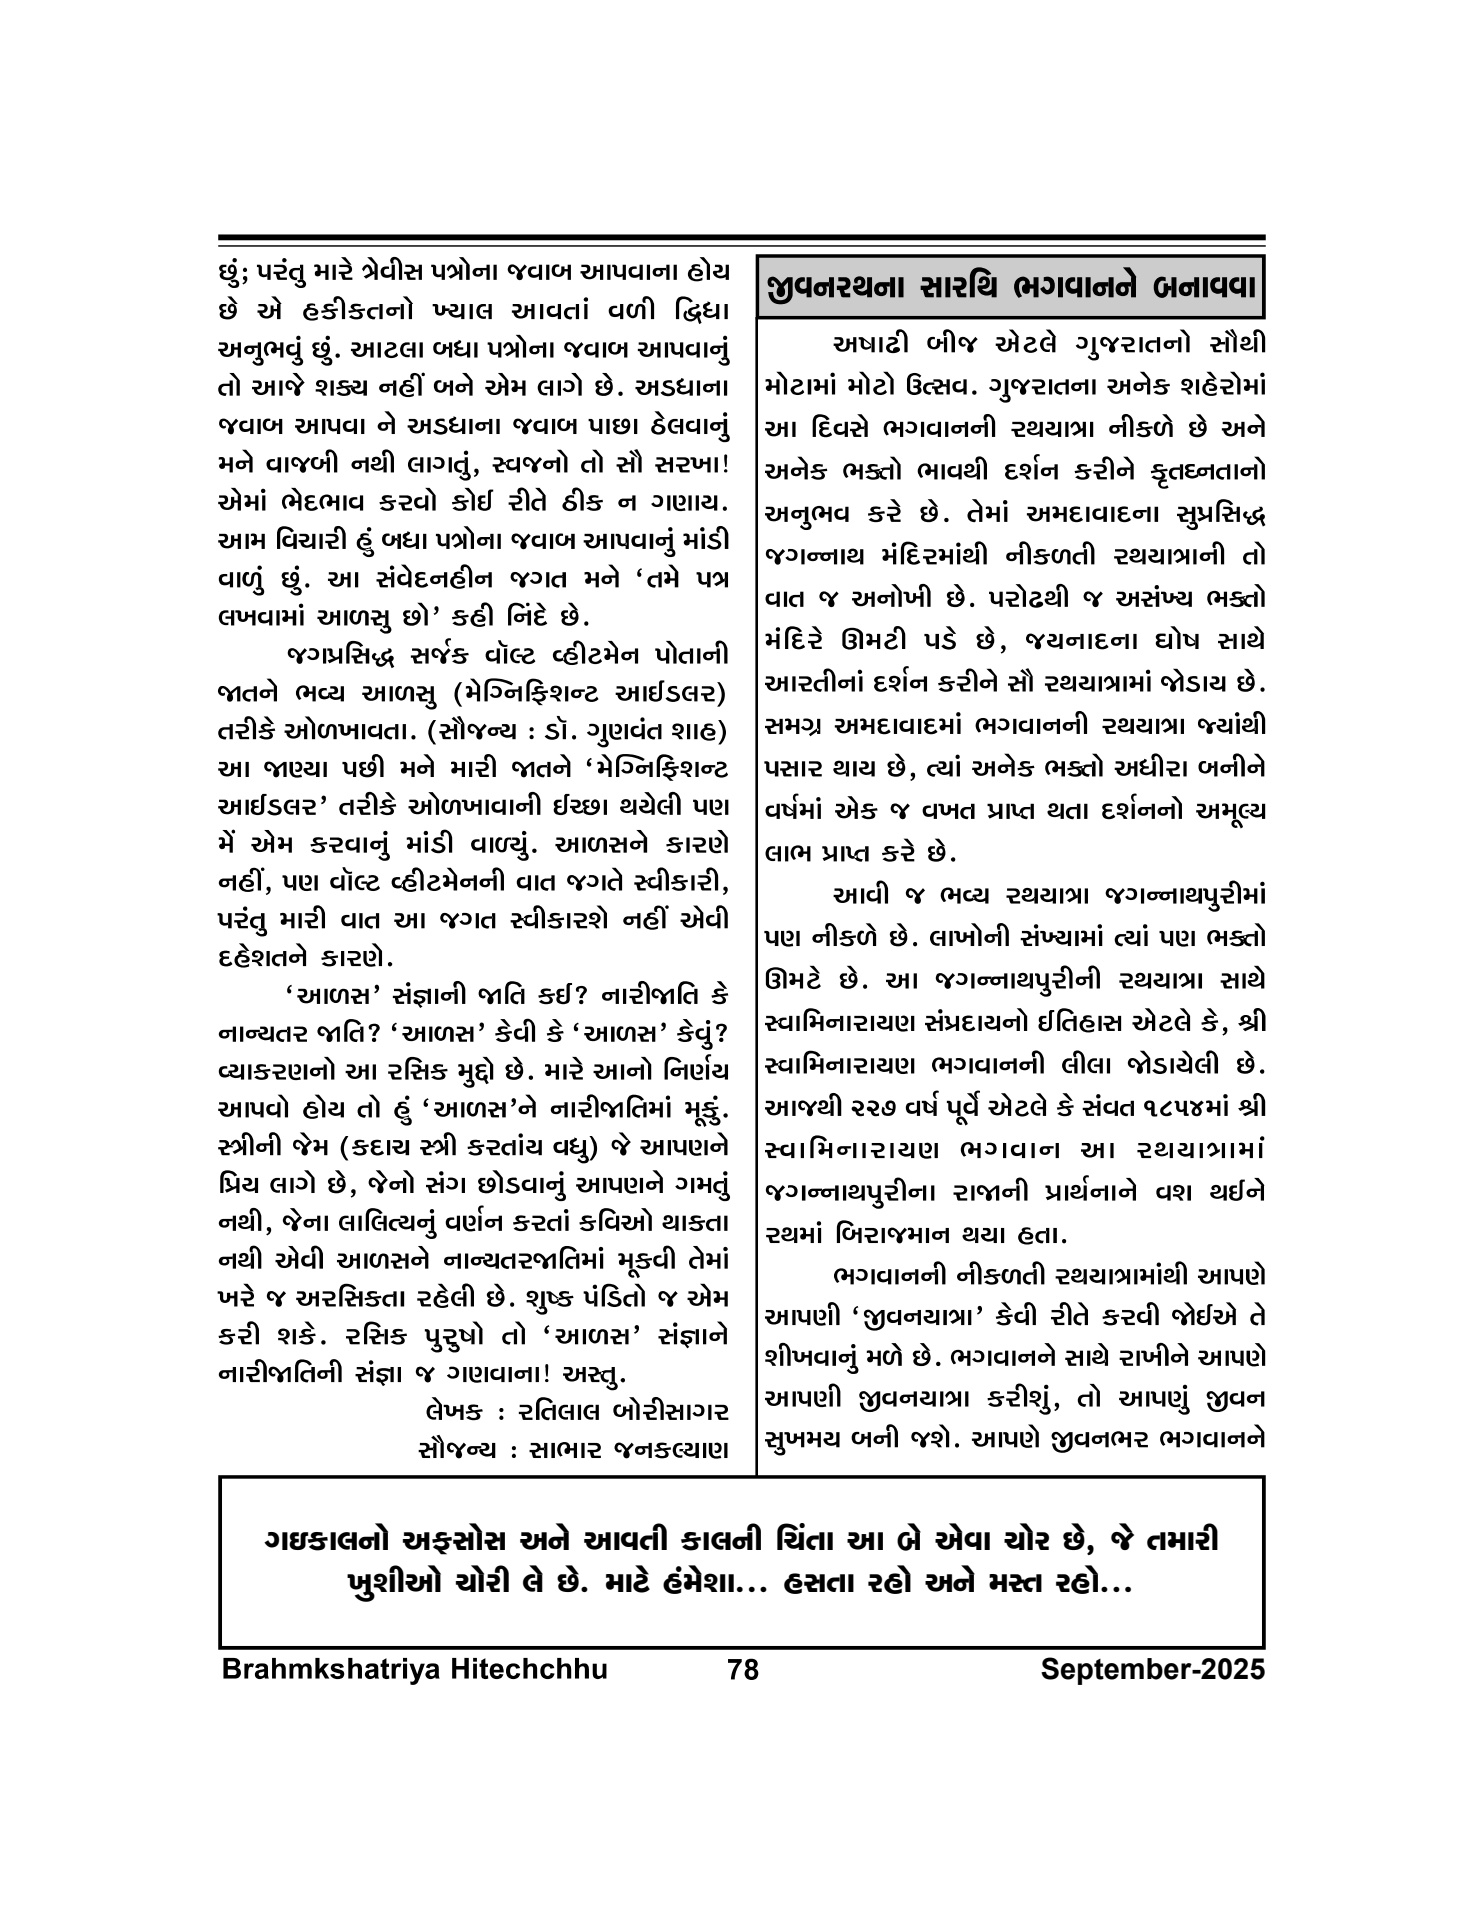 છું; પરંતુ મારે ત્રેવીસ પત્રોના જવાબ આપવાના હોય
છે એ હકીકતનો ખ્યાલ આવતાં વળી દ્વિધા
અનુભવું છું. આટલા બધા પત્રોના જવાબ આપવાનું
તો આજે શક્ય નહીં બને એમ લાગે છે. અડધાના
જવાબ આપવા ને અડધાના જવાબ પાછા ઠેલવાનું
મને વાજબી નથી લાગતું, સ્વજનો તો સૌ સરખા!
એમાં ભેદભાવ કરવો કોઈ રીતે ઠીક ન ગણાય.
આમ વિચારી હું બધા પત્રોના જવાબ આપવાનું માંડી
વાળું છું. આ સંવેદનહીન જગત મને ‘તમે પત્ર
લખવામાં આળસુ છો’ કહી નિંદે છે.
જગપ્રસિદ્ધ સર્જક વૉલ્ટ વ્હીટમેન પોતાની
જાતને ભવ્ય આળસુ (મેગ્નિફિશન્ટ આઈડલર)
તરીકે ઓળખાવતા. (સૌજન્ય : ડૉ. ગુણવંત શાહ)
આ જાણ્યા પછી મને મારી જાતને ‘મેગ્નિફિશન્ટ
આઈડલર’ તરીકે ઓળખાવાની ઈચ્છા થયેલી પણ
મેં એમ કરવાનું માંડી વાળ્યું. આળસને કારણે
નહીં, પણ વૉલ્ટ વ્હીટમેનની વાત જગતે સ્વીકારી,
પરંતુ મારી વાત આ જગત સ્વીકારશે નહીં એવી
દહેશતને કારણે.
‘આળસ’ સંજ્ઞાની જાતિ કઈ? નારીજાતિ કે
નાન્યતર જાતિ? ‘આળસ’ કેવી કે ‘આળસ’ કેવું?
વ્યાકરણનો આ રસિક મુદ્દો છે. મારે આનો નિર્ણય
આપવો હોય તો હું ‘આળસ’ને નારીજાતિમાં મૂકું.
સ્ત્રીની જેમ (કદાચ સ્ત્રી કરતાંય વધુ) જે આપણને
પ્રિય લાગે છે, જેનો સંગ છોડવાનું આપણને ગમતું
નથી, જેના લાલિત્યનું વર્ણન કરતાં કવિઓ થાકતા
નથી એવી આળસને નાન્યતરજાતિમાં મૂકવી તેમાં
ખરે જ અરસિકતા રહેલી છે. શુષ્ક પંડિતો જ એમ
કરી શકે. રસિક પુરુષો તો ‘આળસ’ સંજ્ઞાને
નારીજાતિની સંજ્ઞા જ ગણવાના! અસ્તુ.
લેખક : રતિલાલ બોરીસાગર
સૌજન્ય : સાભાર જનકલ્યાણ
જીવનરથના સારથિ ભગવાનને બનાવવા
અષાઢી બીજ એટલે ગુજરાતનો સૌથી
મોટામાં મોટો ઉત્સવ. ગુજરાતના અનેક શહેરોમાં
આ દિવસે ભગવાનની રથયાત્રા નીકળે છે અને
અનેક ભક્તો ભાવથી દર્શન કરીને કૃતઘ્નતાનો
અનુભવ કરે છે. તેમાં અમદાવાદના સુપ્રસિદ્ધ
જગન્નાથ મંદિરમાંથી નીકળતી રથયાત્રાની તો
વાત જ અનોખી છે. પરોઢથી જ અસંખ્ય ભક્તો
મંદિરે ઊમટી પડે છે, જયનાદના ઘોષ સાથે
આરતીનાં દર્શન કરીને સૌ રથયાત્રામાં જોડાય છે.
સમગ્ર અમદાવાદમાં ભગવાનની રથયાત્રા જ્યાંથી
પસાર થાય છે, ત્યાં અનેક ભક્તો અધીરા બનીને
વર્ષમાં એક જ વખત પ્રાપ્ત થતા દર્શનનો અમૂલ્ય
લાભ પ્રાપ્ત કરે છે.
આવી જ ભવ્ય રથયાત્રા જગન્નાથપુરીમાં
પણ નીકળે છે. લાખોની સંખ્યામાં ત્યાં પણ ભક્તો
ઊમટે છે. આ જગન્નાથપુરીની રથયાત્રા સાથે
સ્વામિનારાયણ સંપ્રદાયનો ઈતિહાસ એટલે કે, શ્રી
સ્વામિનારાયણ ભગવાનની લીલા જોડાયેલી છે.
આજથી ૨૨૭ વર્ષ પૂર્વે એટલે કે સંવત ૧૮૫૪માં શ્રી
સ્વામિનારાયણ ભગવાન આ રથયાત્રામાં
જગન્નાથપુરીના રાજાની પ્રાર્થનાને વશ થઈને
રથમાં બિરાજમાન થયા હતા.
ભગવાનની નીકળતી રથયાત્રામાંથી આપણે
આપણી ‘જીવનયાત્રા’ કેવી રીતે કરવી જોઈએ તે
શીખવાનું મળે છે. ભગવાનને સાથે રાખીને આપણે
આપણી જીવનયાત્રા કરીશું, તો આપણું જીવન
સુખમય બની જશે. આપણે જીવનભર ભગવાનને
ગઇકાલનો અફસોસ અને આવતી કાલની ચિંતા આ બે એવા ચોર છે, જે તમારી
ખુશીઓ ચોરી લે છે. માટે હંમેશા... હસતા રહો અને મસ્ત રહો...
Brahmkshatriya Hitechchhu 78 September-2025